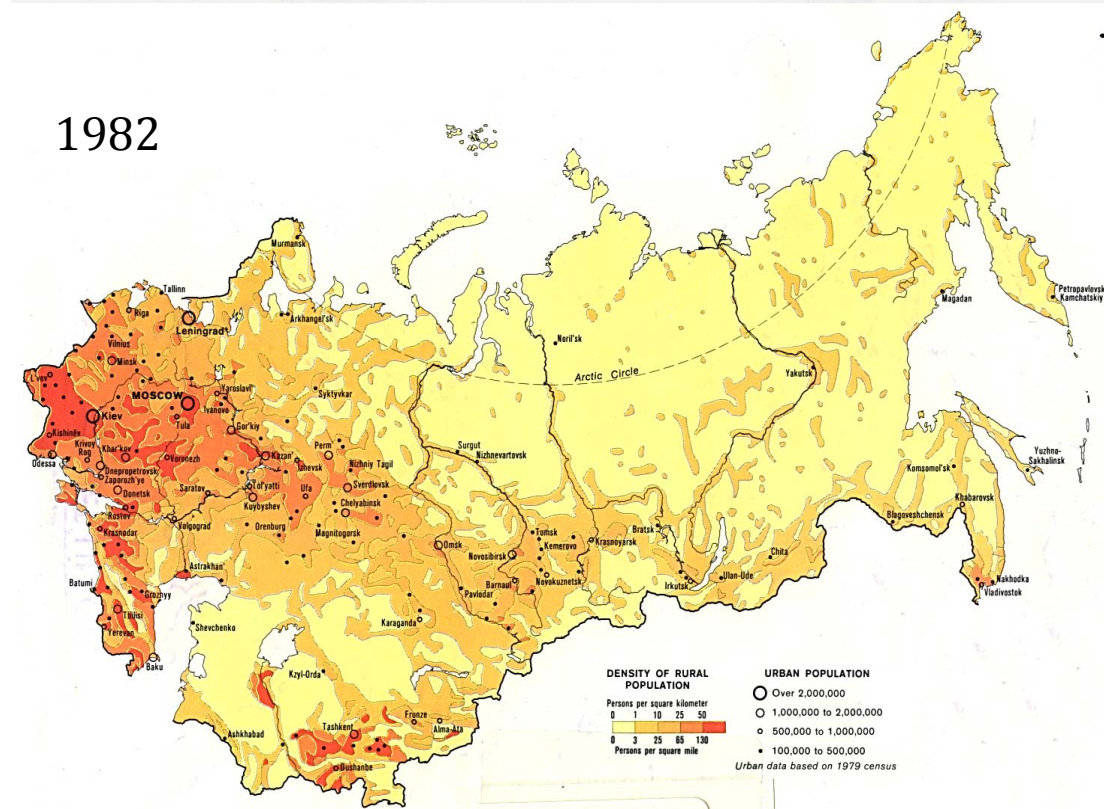 1982
Murmansk
Tallinn
Riga
Leningrad
Arkhangel'sk
Vilnius
Minsk
Noril'sk
Magadan
Petropavlovsk
Kamchatskiy
Arctic Circle
Yakutsk
L'vov
MOSCOW
Yaroslavl'
Ivanovo
Syktyvkar
Kiev
Tula
Gor'kiy
Kishinëv
Krivoy
Rog
Khar'kov
Voronezh
Kazan'
Perm'
Izhevsk
Nizhniy Tagil
Surgut
Nizhnevartovsk
Yuzhno-
Sakhalinsk
Odessa
Dnepropetrovsk
Zaporozh'ye
Donetsk
Saratov
Tol'yatti
Kuybyshev
Ufa
Sverdlovsk
Chelyabinsk
Komsomol'sk
Khabarovsk
Rostov
Krasnodar
Volgograd
Orenburg
Magnitogorsk
Omsk
Novosibirsk
Tomsk
Kemerovo
Krasnoyarsk
Bratsk
Blagoveshchensk
Chita
Astrakhan'
Batumi
Groznyy
Barnaul
Novokuznetsk
Pavlodar
Irkutsk
Ulan-Ude
Nakhodka
Vladivostok
Tbilisi
Yerevan
Baku
Shevchenko
Karaganda
Kzyl-Orda
Frunze
Alma-Ata
Tashkent
Ashkhabad
Dushanbe
DENSITY OF RURAL
POPULATION
Persons per square kilometer
0 1 10 25 50
0 3 25 65 130
Persons per square mile
URBAN POPULATION
Over 2,000,000
1,000,000 to 2,000,000
500,000 to 1,000,000
100,000 to 500,000
Urban data based on 1979 census